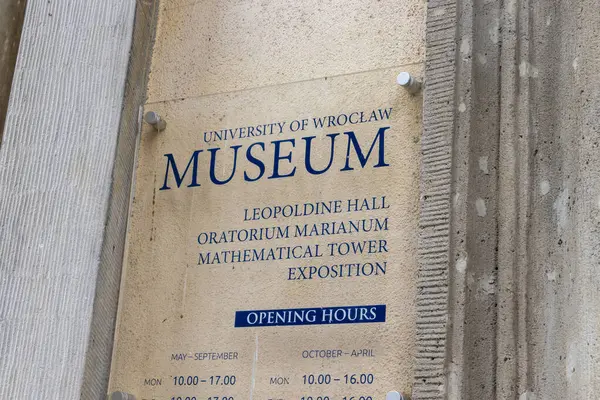 UNIVERSITY OF WROCŁAW
MUSEUM
LEOPOLDINE HALL
ORATORIUM MARIANUM
MATHEMATICAL TOWER
EXPOSITION
OPENING HOURS
MAY – SEPTEMBER OCTOBER – APRIL
MON 10.00 – 17.00 MON 10.00 – 16.00